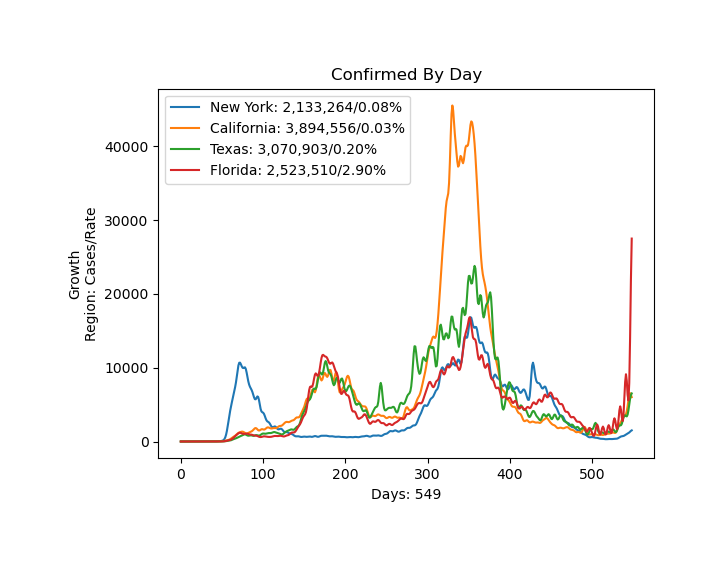 Confirmed By Day
New York: 2,133,264/0.08%
California: 3,894,556/0.03%
Texas: 3,070,903/0.20%
Florida: 2,523,510/2.90%
Growth
Region: Cases/Rate
40000
30000
20000
10000
0
0 100 200 300 400 500
Days: 549